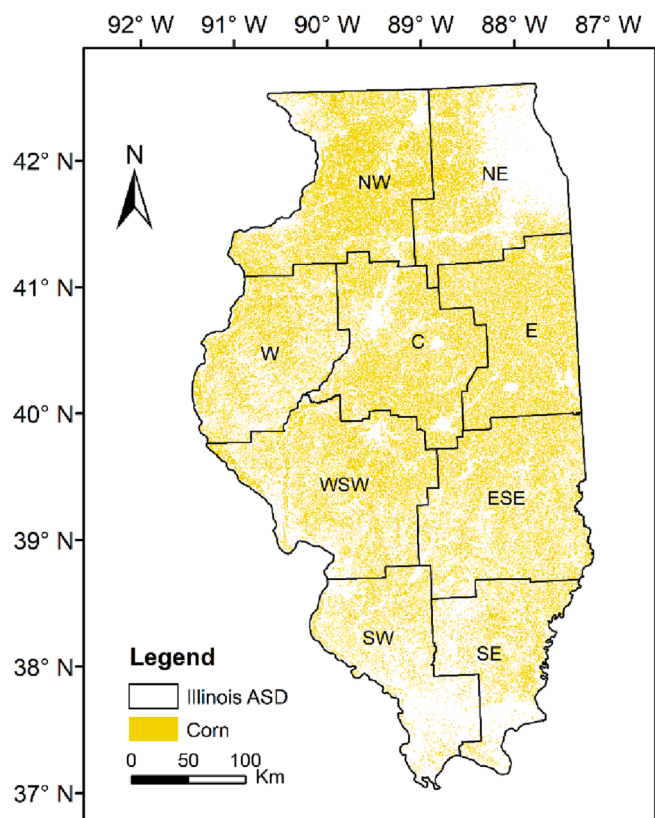 92° W 91° W 90° W 89° W 88° W 87° W
42° N
41° N
40° N
39° N
38° N
37° N
N
NW
NE
W
C
E
WSW
ESE
SW
SE
Legend
Illinois ASD
Corn
0 50 100
Km